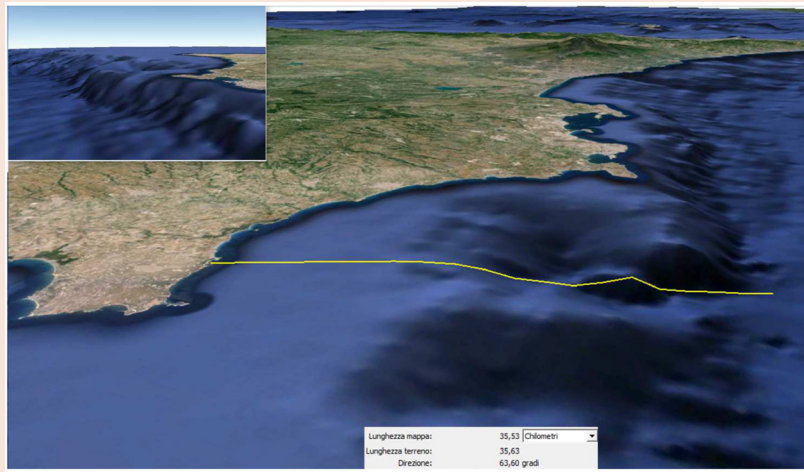 Lunghezza mappa: 35,53 Chilometri
Lunghezza terreno: 35,63
Direzione: 63,60 gradi